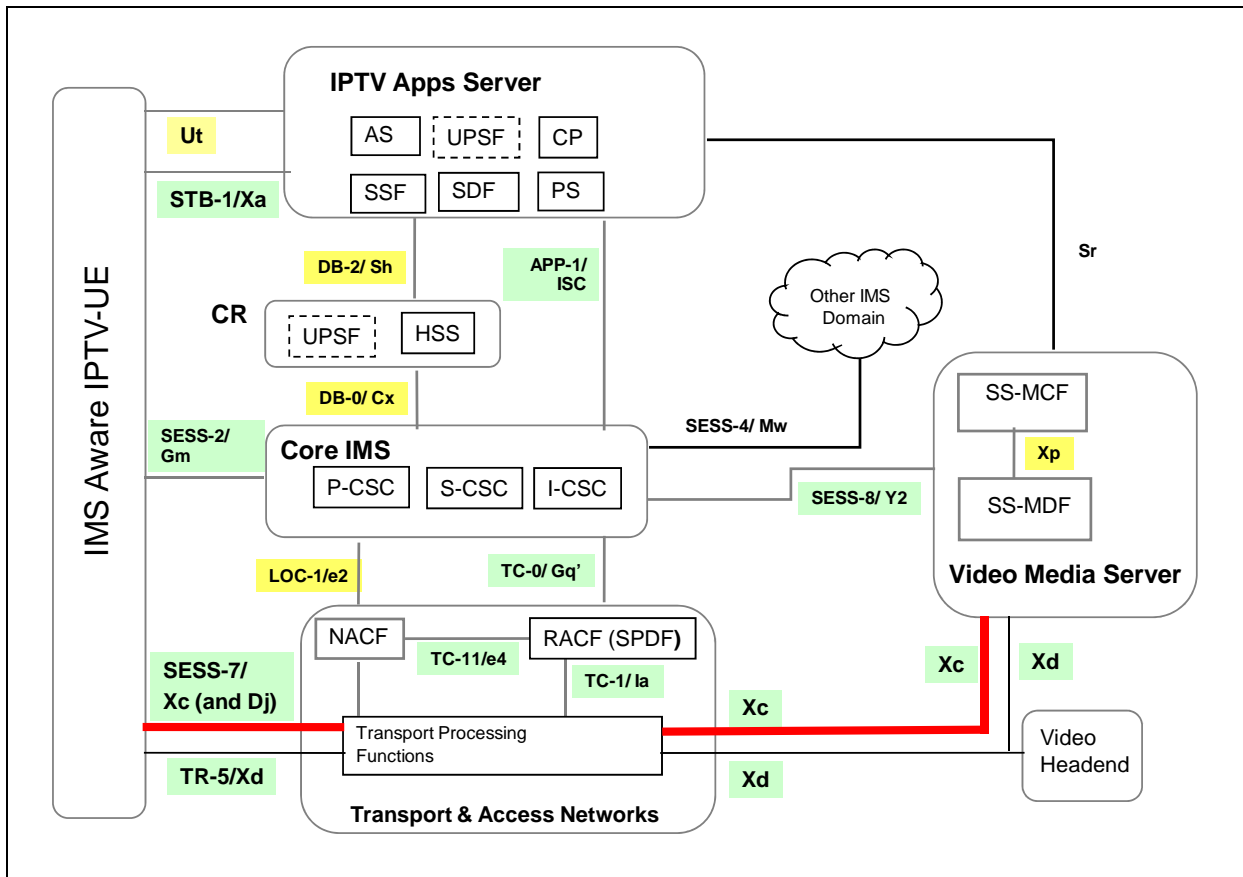 IPTV Apps Server
AS
UPSF
CP
SSF
SDF
PS
Ut
STB-1/Xa
IMS Aware IPTV-UE
DB-2/ Sh
APP-1/
ISC
Sr
Other IMS
Domain
CR
UPSF
HSS
DB-0/ Cx
SESS-2/
Gm
Core IMS
P-CSC
S-CSC
I-CSC
SESS-4/ Mw
SESS-8/ Y2
SS-MCF
Xp
SS-MDF
Video Media Server
LOC-1/e2
TC-0/ Gq’
NACF
RACF (SPDF)
TC-11/e4
TC-1/ Ia
SESS-7/
Xc (and Dj)
Xc
Xc
Xd
Transport Processing
Functions
TR-5/Xd
Xd
Video
Headend
Transport & Access Networks